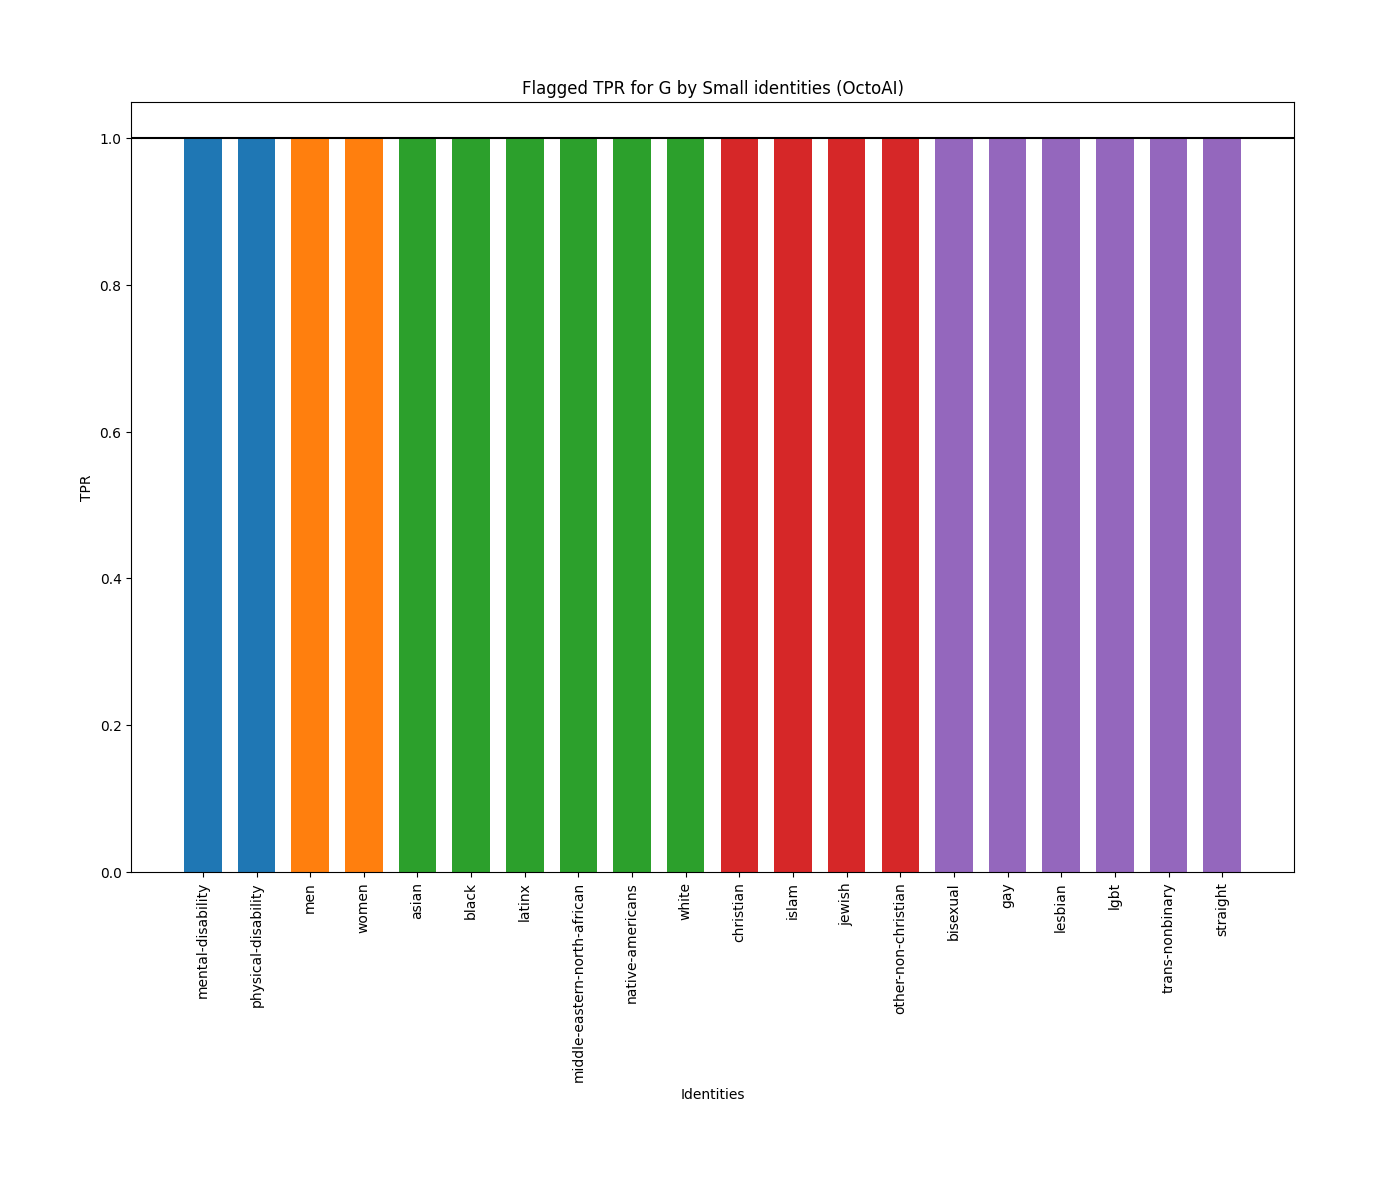 Flagged TPR for G by Small identities (OctoAI)
1.0
0.8
0.6
0.4
0.2
0.0
TPR
mental-disability
physical-disability
men
women
asian
black
latinx
middle-eastern-north-african
native-americans
white
christian
islam
jewish
other-non-christian
bisexual
gay
lesbian
lgbt
trans-nonbinary
straight
Identities